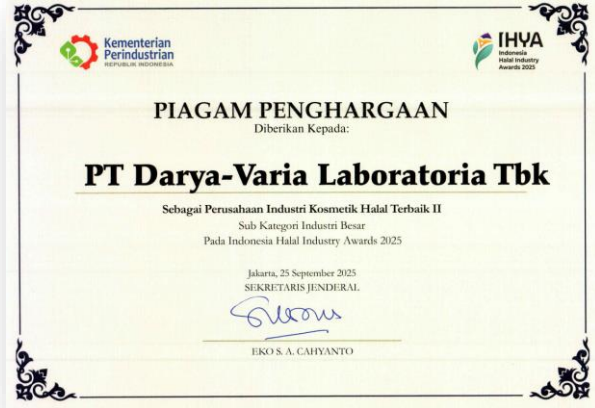 Kementerian
Perindustrian
REPUBLIK INDONESIA
IHYA
Indonesia
Halal Industry
Awards 2025
PIAGAM PENGHARGAAN
Diberikan Kepada:
PT Darya-Varia Laboratoria Tbk
Sebagai Perusahaan Industri Kosmetik Halal Terbaik II
Sub Kategori Industri Besar
Pada Indonesia Halal Industry Awards 2025
Jakarta, 25 September 2025
SEKRETARIS JENDERAL
EKO S. A. CAHYANTO